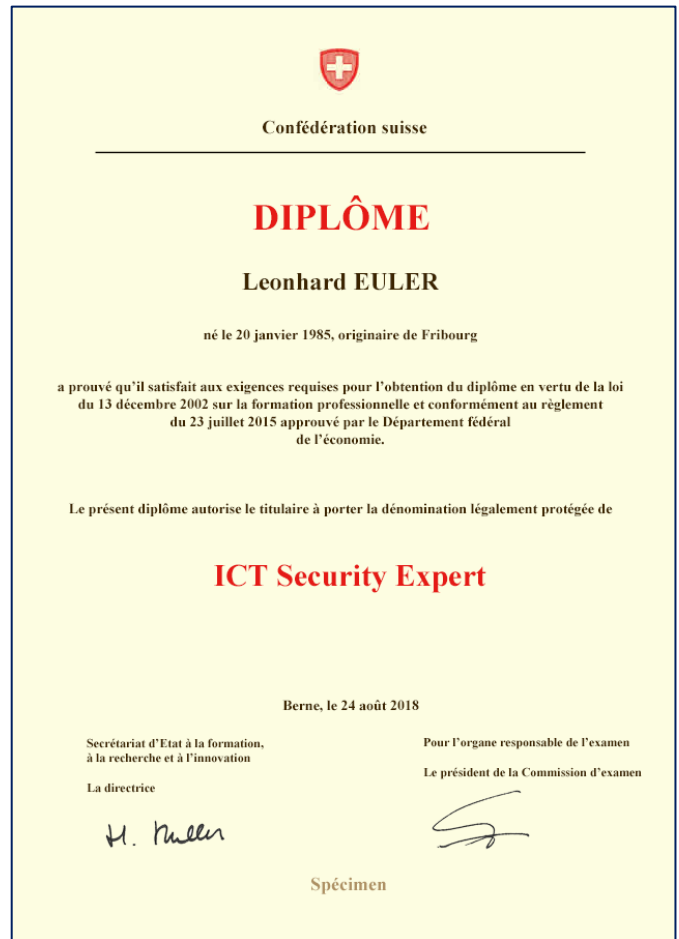 Confédération suisse
DIPLÔME
Leonhard EULER
né le 20 janvier 1985, originaire de Fribourg
a prouvé qu’il satisfait aux exigences requises pour l’obtention du diplôme en vertu de la loi
du 13 décembre 2002 sur la formation professionnelle et conformément au règlement
du 23 juillet 2015 approuvé par le Département fédéral
de l’économie.
Le présent diplôme autorise le titulaire à porter la dénomination légalement protégée de
ICT Security Expert
Berne, le 24 août 2018
Secrétariat d’Etat à la formation,
à la recherche et à l’innovation
La directrice
Pour l’organe responsable de l’examen
Le président de la Commission d’examen
Spécimen